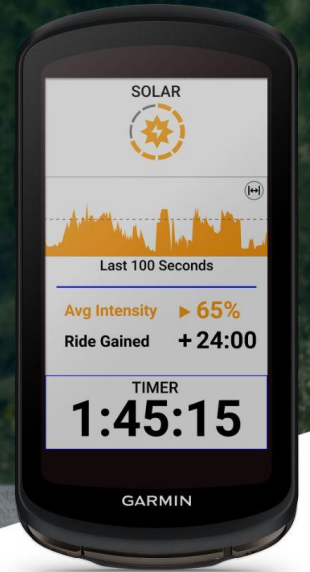 SOLAR
Last 100 Seconds
Avg Intensity ▶ 65%
Ride Gained + 24:00
TIMER
1:45:15
GARMIN